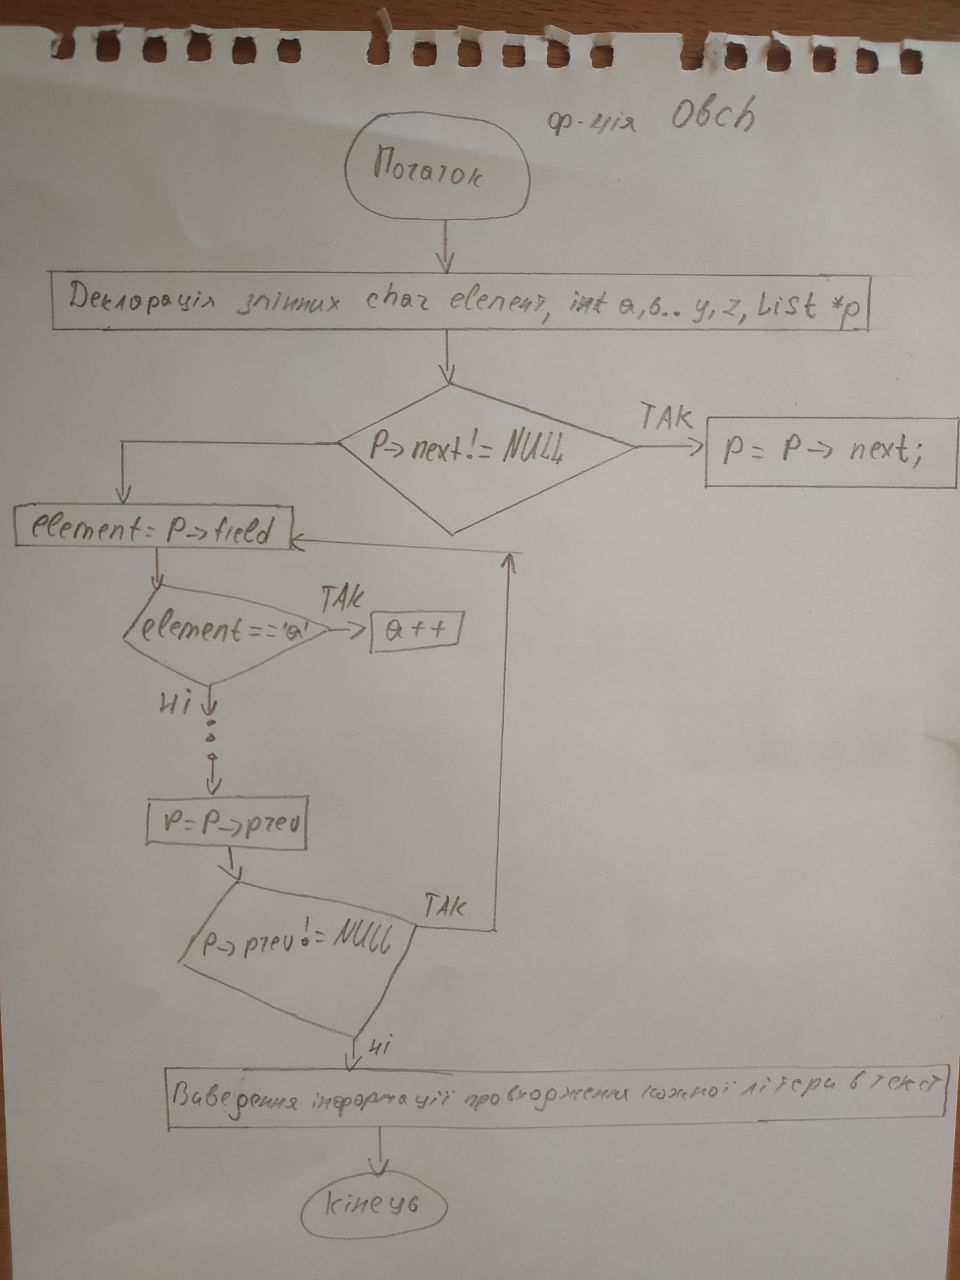 ф-ція Obch
Початок
Декларація змінних char element, int a,b.. y,z, List *p
P->next != NULL
ТАК
P = P -> next;
element = P->field
element == 'a'
ТАК
a++
ні
P=P->prev
P->prev != NULL
ТАК
ні
Виведення інформації про входження кожної літери в текст
кінець